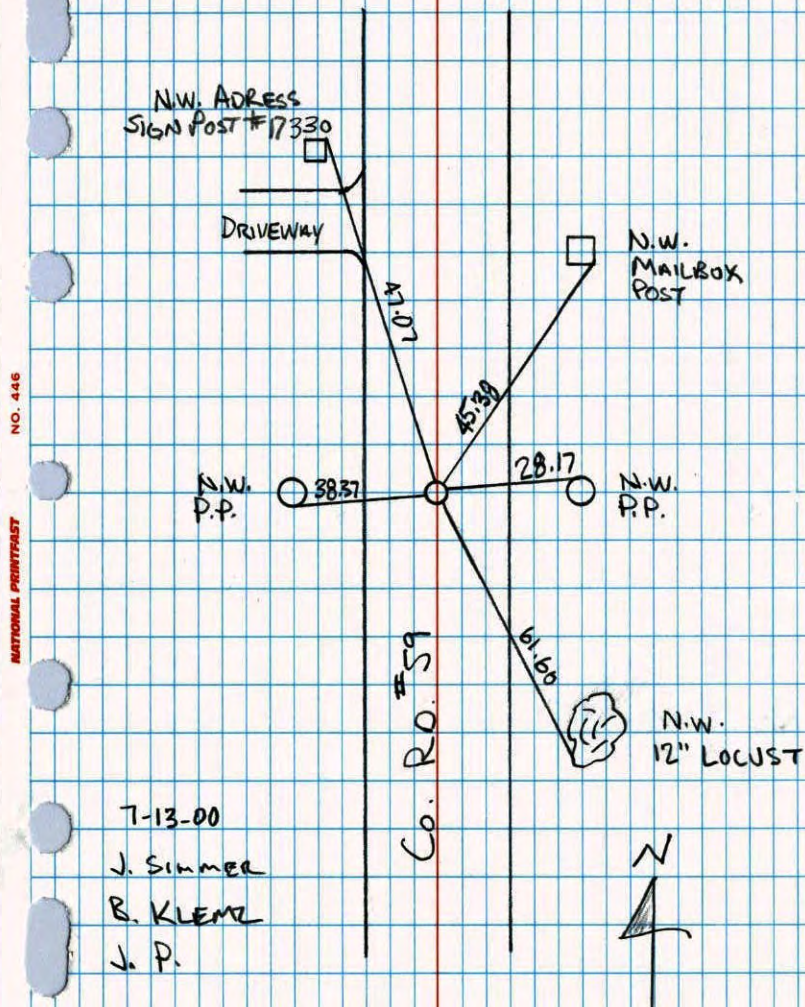 N.W. ADRESS
SIGN POST #17330
DRIVEWAY
N.W.
MAILBOX
POST
47.07
45.38
NO. 446
N.W.
P.P.
38.37
28.17
N.W.
P.P.
NATIONAL PRINTFAST
61.60
Co. RD. #59
N.W.
12" LOCUST
7-13-00
J. SIMMER
B. KLEMZ
J. P.
N